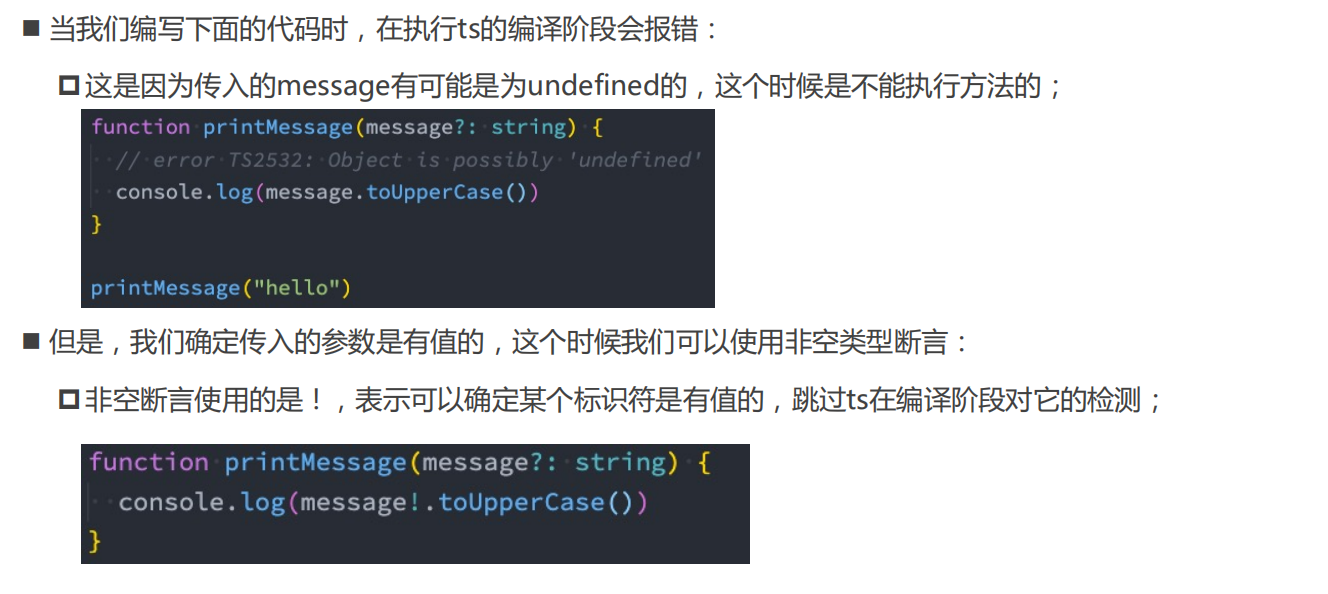 ■ 当我们编写下面的代码时，在执行ts的编译阶段会报错：
这是因为传入的message有可能是为undefined的，这个时候是不能执行方法的；
function printMessage(message?: string) {
  // error TS2532: Object is possibly 'undefined'
  console.log(message.toUpperCase())
}
printMessage("hello")
■ 但是，我们确定传入的参数是有值的，这个时候我们可以使用非空类型断言：
非空断言使用的是！，表示可以确定某个标识符是有值的，跳过ts在编译阶段对它的检测；
function printMessage(message?: string) {
  console.log(message!.toUpperCase())
}